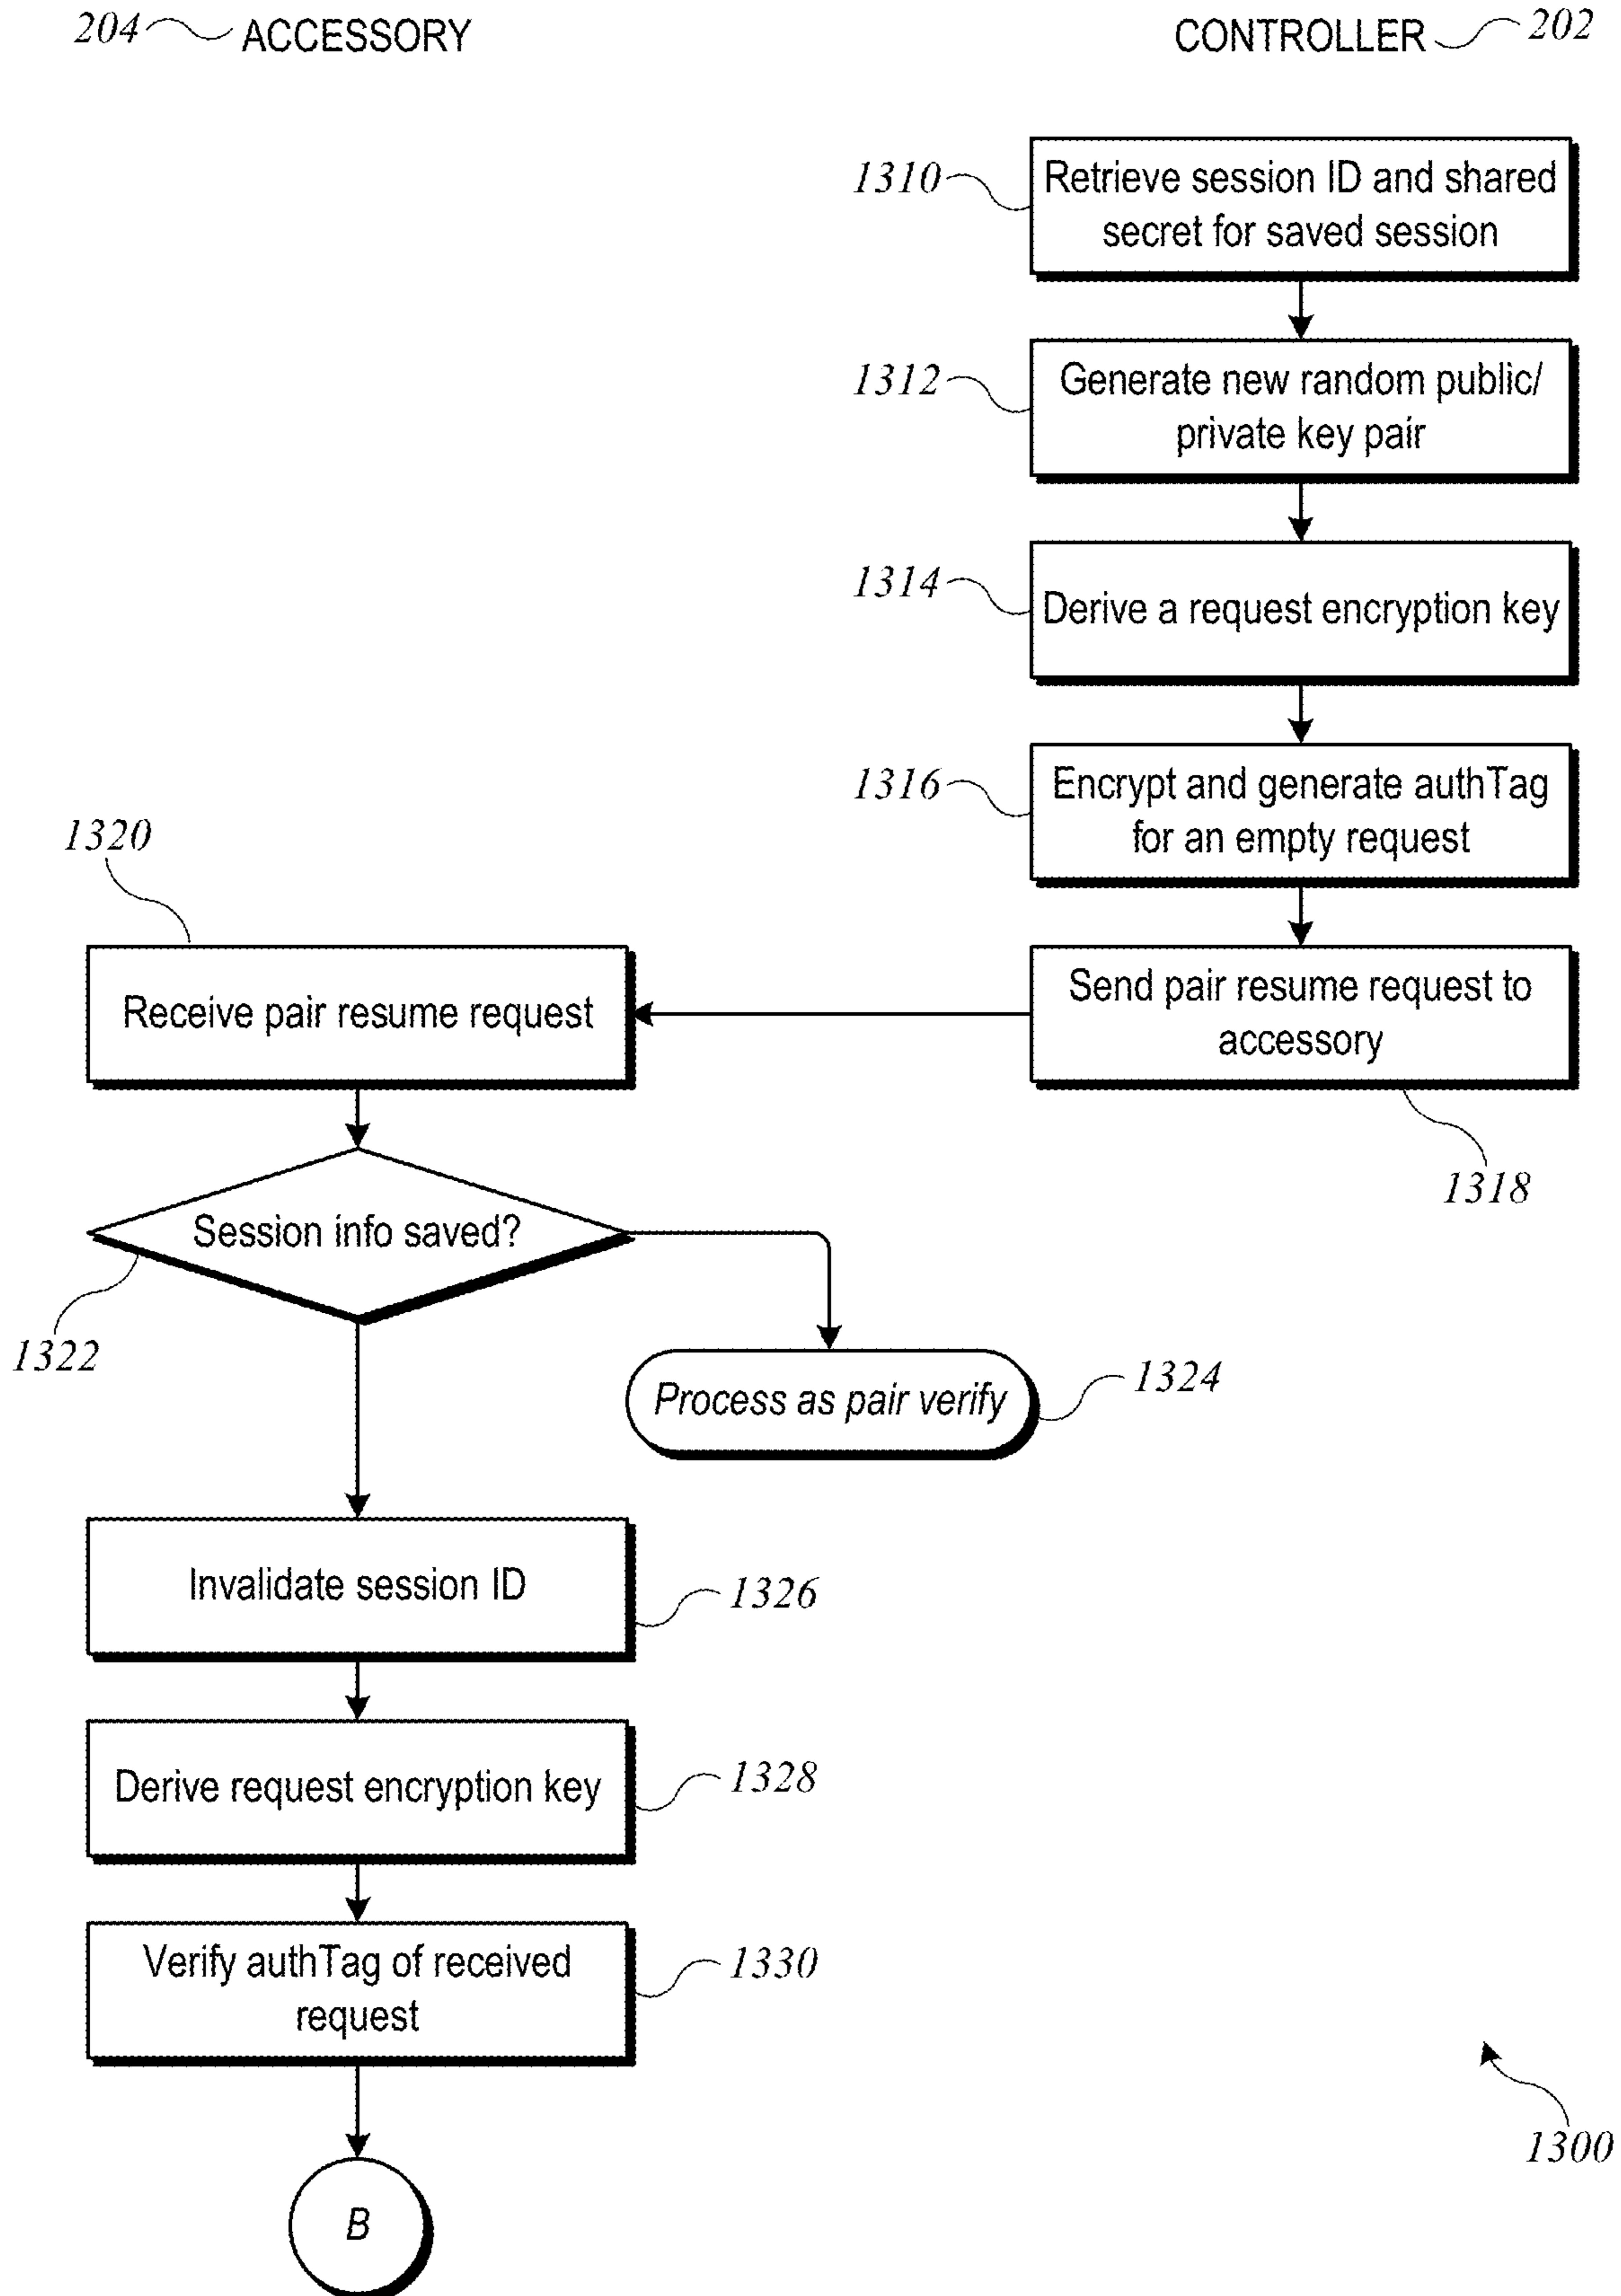 204 ACCESSORY
CONTROLLER 202
1310
Retrieve session ID and shared
secret for saved session
1312
Generate new random public/
private key pair
1314
Derive a request encryption key
1316
Encrypt and generate authTag
for an empty request
1320
Receive pair resume request
Send pair resume request to
accessory
1318
Session info saved?
1322
Process as pair verify
1324
Invalidate session ID
1326
Derive request encryption key
1328
Verify authTag of received
request
1330
1300
B